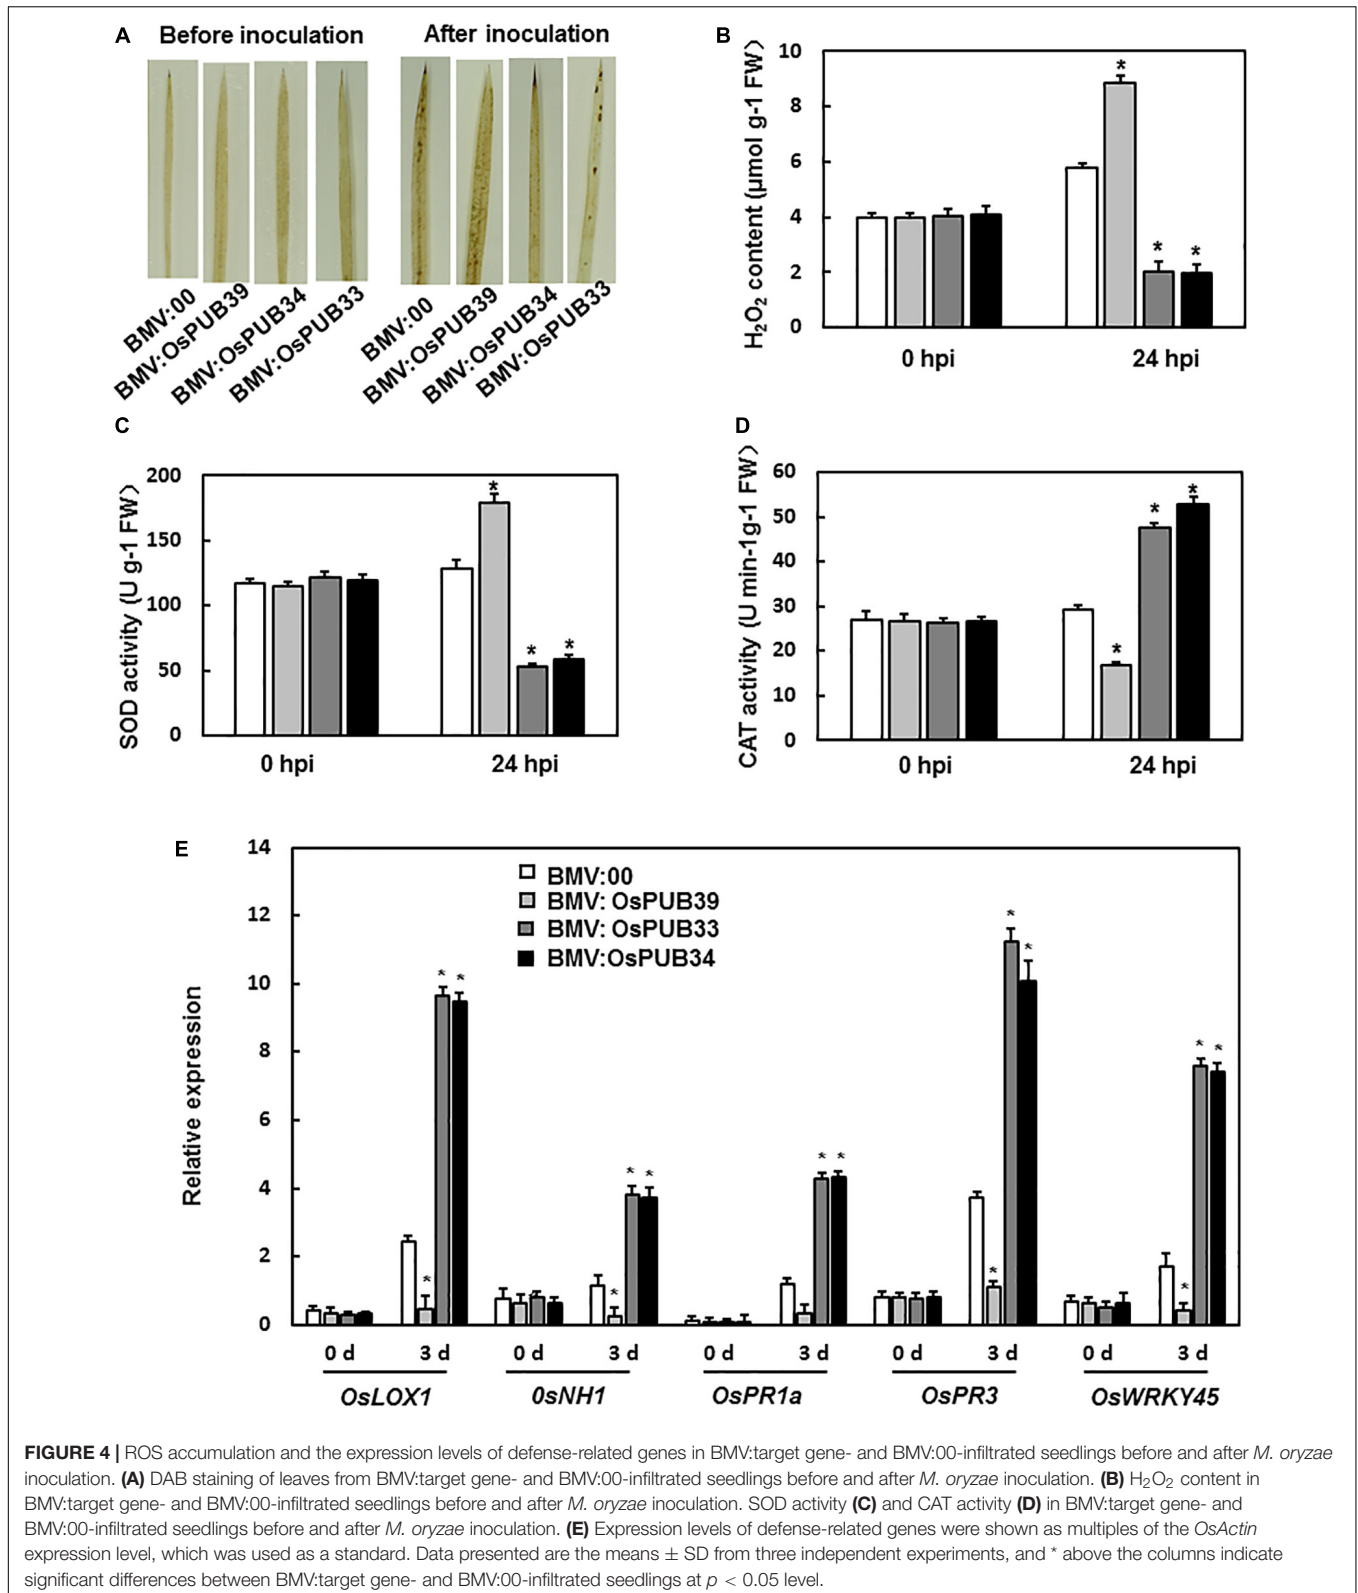 A
Before inoculation
After inoculation
BMV:00
BMV:OsPUB39
BMV:OsPUB34
BMV:OsPUB33
BMV:00
BMV:OsPUB39
BMV:OsPUB34
BMV:OsPUB33
B
H₂O₂ content (μmol g-1 FW)
10
8
6
4
2
0
*
*
*
0 hpi
24 hpi
C
SOD activity (U g-1 FW)
200
150
100
50
0
*
*
*
0 hpi
24 hpi
D
CAT activity (U min-1g-1 FW)
60
50
40
30
20
10
0
*
*
*
0 hpi
24 hpi
E
Relative expression
14
12
10
8
6
4
2
0
BMV:00
BMV: OsPUB39
BMV: OsPUB33
BMV:OsPUB34
* * *
* * *
* *
* * *
* * *
0 d 3 d 0 d 3 d 0 d 3 d 0 d 3 d 0 d 3 d
OsLOX1 0sNH1 OsPR1a OsPR3 OsWRKY45
FIGURE 4 | ROS accumulation and the expression levels of defense-related genes in BMV:target gene- and BMV:00-infiltrated seedlings before and after M. oryzae
inoculation. (A) DAB staining of leaves from BMV:target gene- and BMV:00-infiltrated seedlings before and after M. oryzae inoculation. (B) H₂O₂ content in
BMV:target gene- and BMV:00-infiltrated seedlings before and after M. oryzae inoculation. SOD activity (C) and CAT activity (D) in BMV:target gene- and
BMV:00-infiltrated seedlings before and after M. oryzae inoculation. (E) Expression levels of defense-related genes were shown as multiples of the OsActin
expression level, which was used as a standard. Data presented are the means ± SD from three independent experiments, and * above the columns indicate
significant differences between BMV:target gene- and BMV:00-infiltrated seedlings at p < 0.05 level.